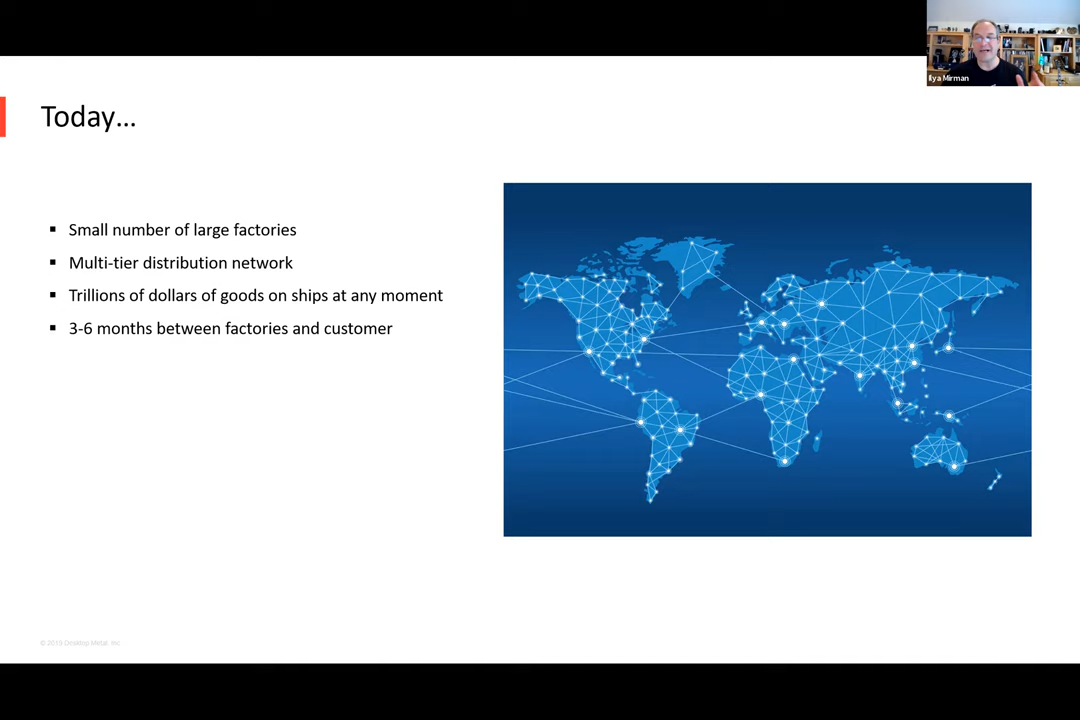 Ilya Mirman
Today...
▪ Small number of large factories
▪ Multi-tier distribution network
▪ Trillions of dollars of goods on ships at any moment
▪ 3-6 months between factories and customer
© 2019 Desktop Metal, Inc.